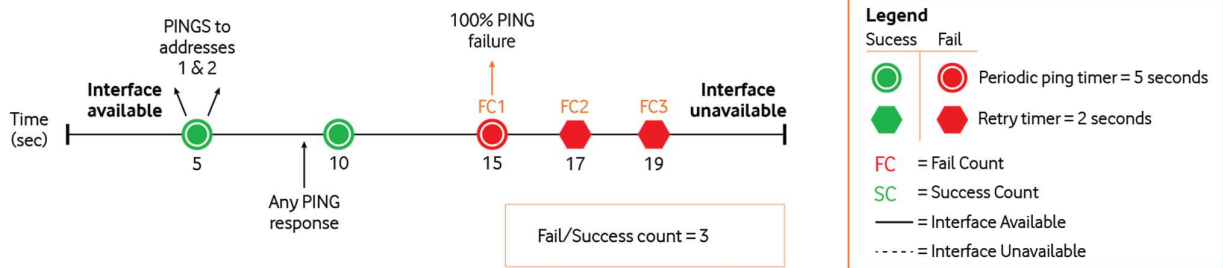 PINGS to
addresses
1 & 2
100% PING
failure
Interface
available
Interface
unavailable
FC1
FC2
FC3
Time
(sec)
5
10
15
17
19
Any PING
response
Fail/Success count = 3
Legend
Sucess
Fail
Periodic ping timer = 5 seconds
Retry timer = 2 seconds
FC = Fail Count
SC = Success Count
= Interface Available
= Interface Unavailable